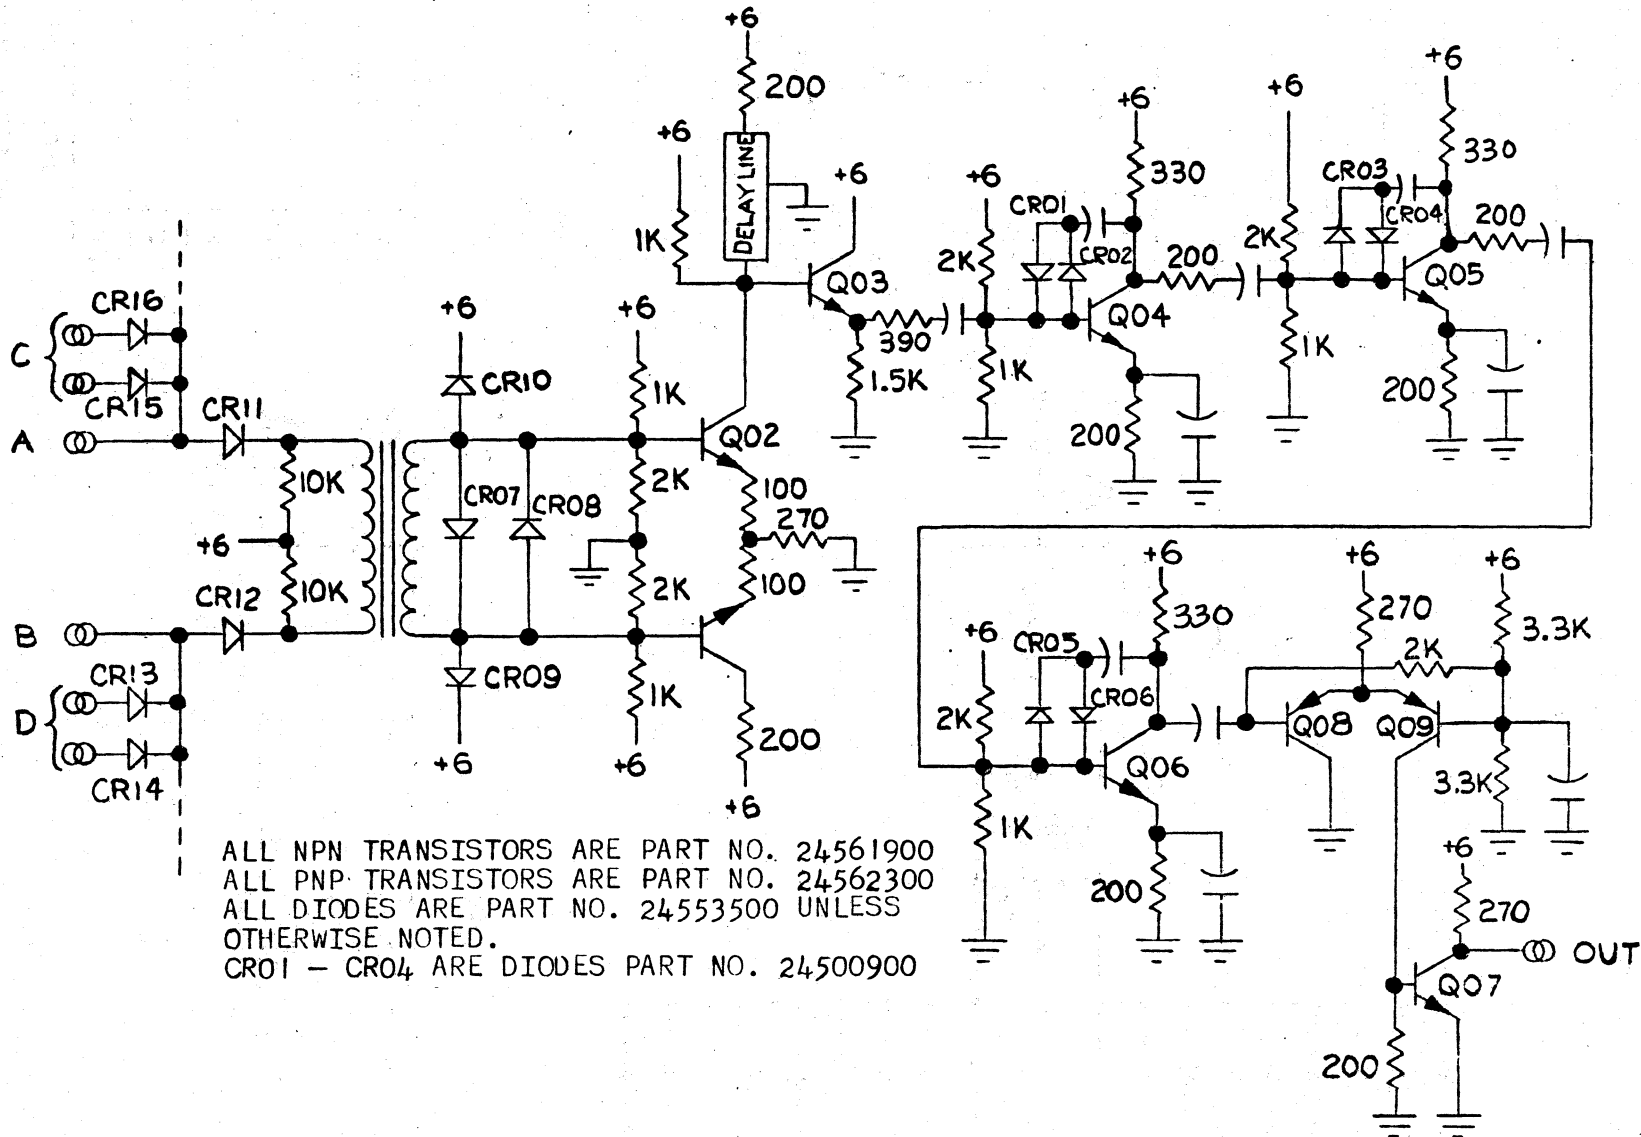 +6
200
DELAY LINE
+6
1K
+6
Q03
390
1.5K
+6
2K
1K
CR01
CR02
+6
330
Q04
200
200
+6
2K
1K
CR03
CR04
+6
330
Q05
200
200
C
CR16
CR15
A
CR11
10K
+6
10K
B
CR12
CR13
D
CR14
+6
CR10
CR07
CR08
CR09
+6
+6
1K
2K
2K
1K
+6
Q02
100
270
100
200
+6
+6
2K
1K
CR05
CR06
+6
330
Q06
200
+6
270
2K
Q08
Q09
+6
3.3K
3.3K
+6
270
OUT
Q07
200
ALL NPN TRANSISTORS ARE PART NO. 24561900
ALL PNP TRANSISTORS ARE PART NO. 24562300
ALL DIODES ARE PART NO. 24553500 UNLESS
OTHERWISE NOTED.
CR01 – CR04 ARE DIODES PART NO. 24500900